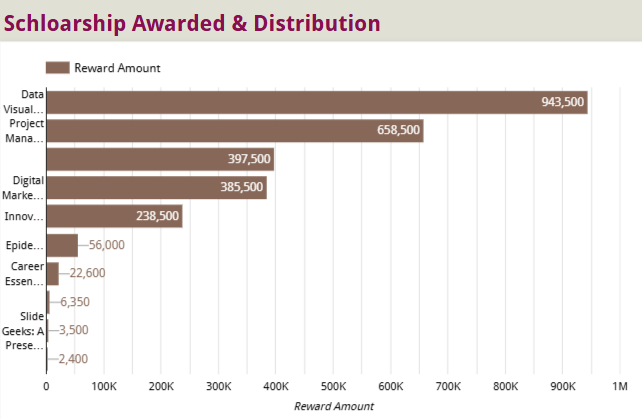 Schloarship Awarded & Distribution
Reward Amount
Data
Visual...
943,500
Project
Mana...
658,500
397,500
Digital
Marke...
385,500
Innov...
238,500
Epide...
56,000
Career
Essen...
22,600
6,350
Slide
Geeks: A
Prese...
3,500
2,400
0 100K 200K 300K 400K 500K 600K 700K 800K 900K 1M
Reward Amount